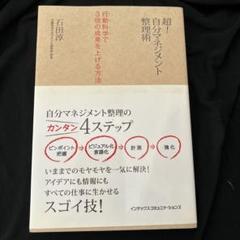 超!
自分マネジメント
整理術
行動科学で
3倍の成果を上げる方法
石田淳
自分マネジメント整理の
カンタン4ステップ
ピンポイント
把握
ビジュアル化
言語化
計測
強化
いままでのモヤモヤを一気に解決!
アイデアにも情報にも
すべての仕事に生かせる
スゴイ技!
インデックス・コミュニケーションズ